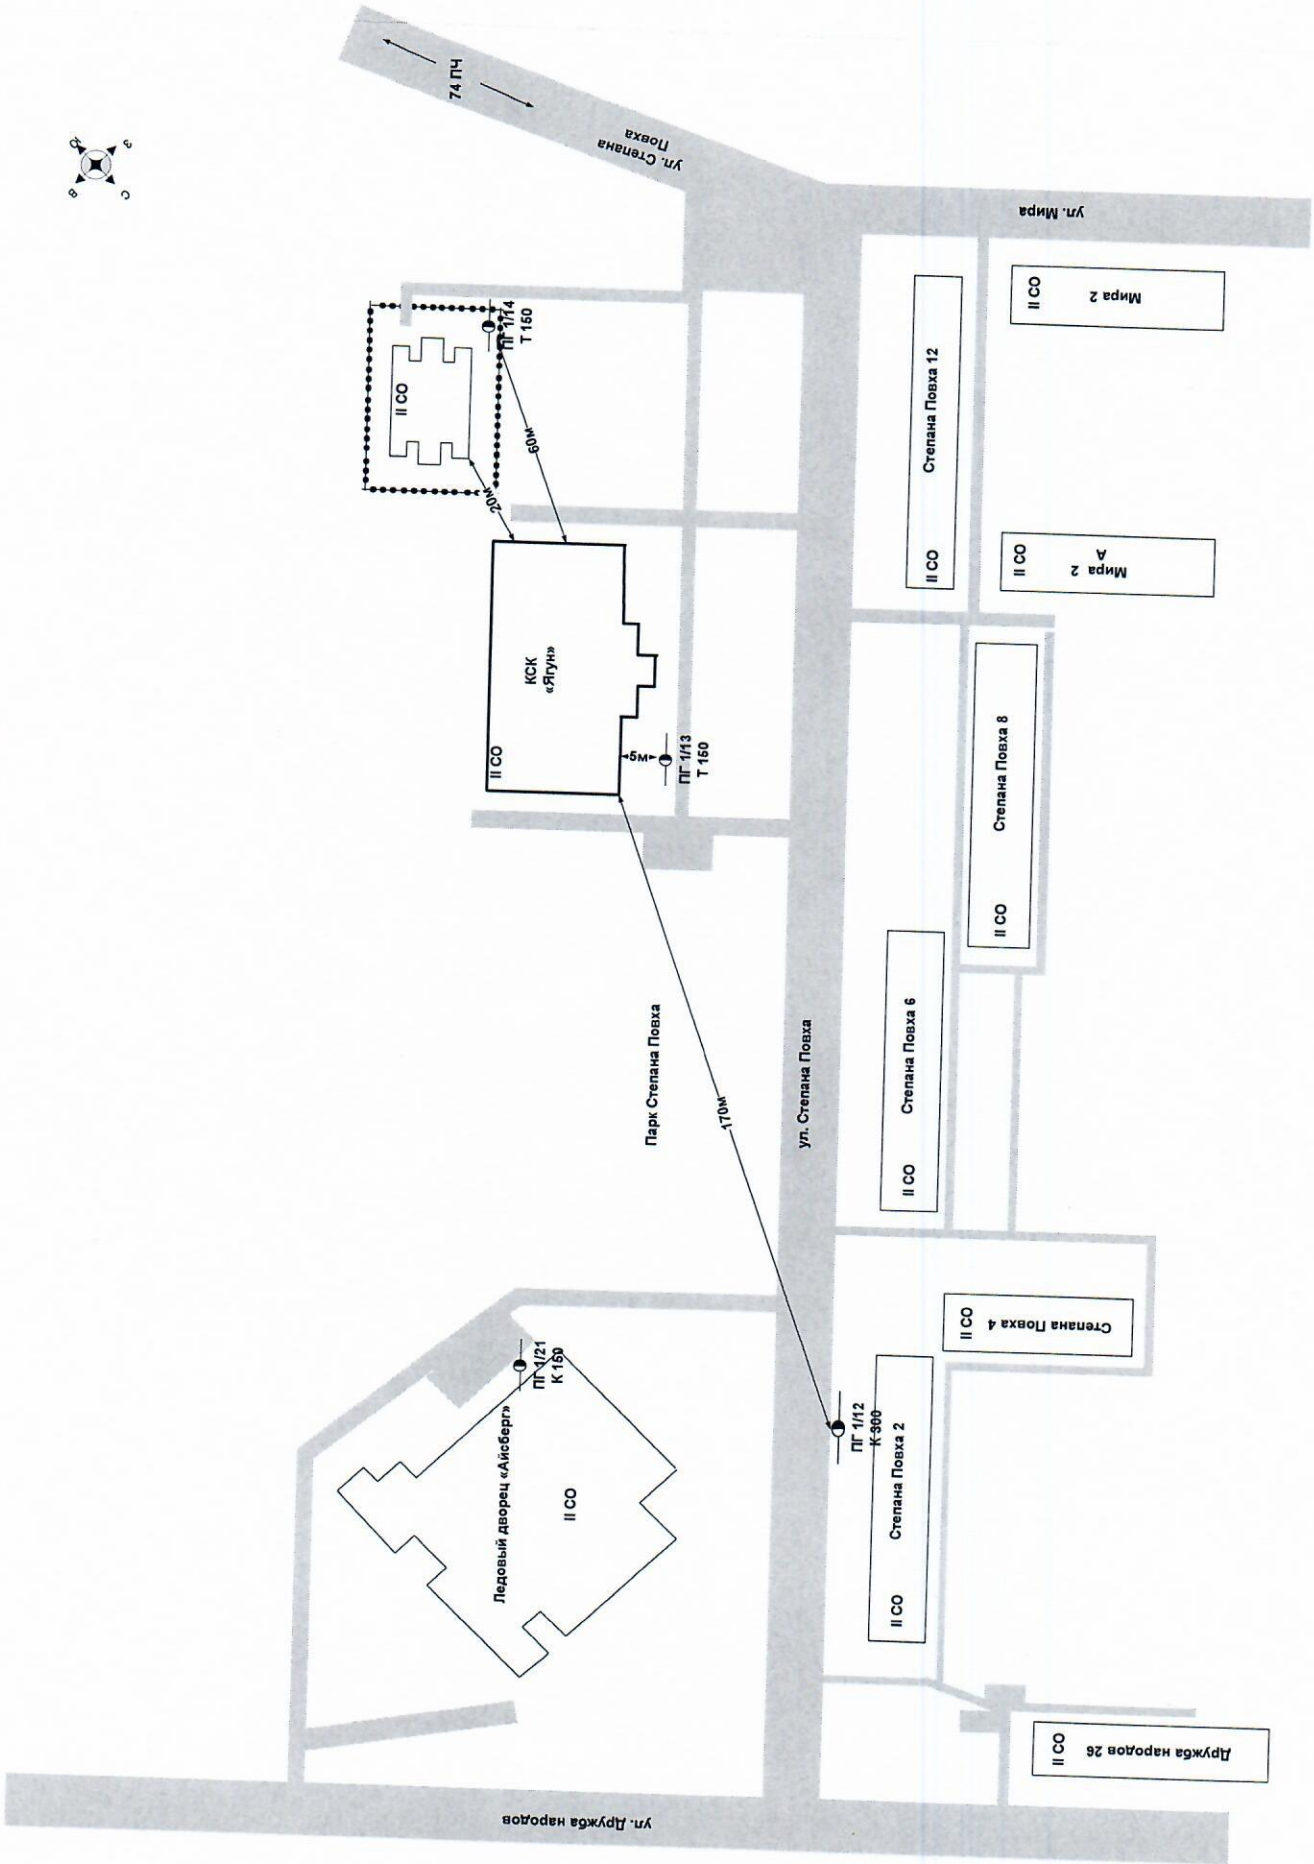 ул. Дружба народов
Ледовый дворец «Айсберг»
II СО
ПГ 1/21
К 150
Парк Степана Повха
170м
ул. Степана Повха
ПГ 1/12
К 300
II СО
КСК
«Ягун»
5м
ПГ 1/13
Т 150
II СО
20м
60м
ПГ 1/14
Т 150
74 ПЧ
ул. Степана
Повха
ул. Мира
В
Ю
С
З
II СО
Дружба народов 26
II СО
Степана Повха 2
II СО
Степана Повха 4
II СО
Степана Повха 6
II СО
Степана Повха 8
II СО
Степана Повха 12
II СО
Мира 2
А
II СО
Мира 2